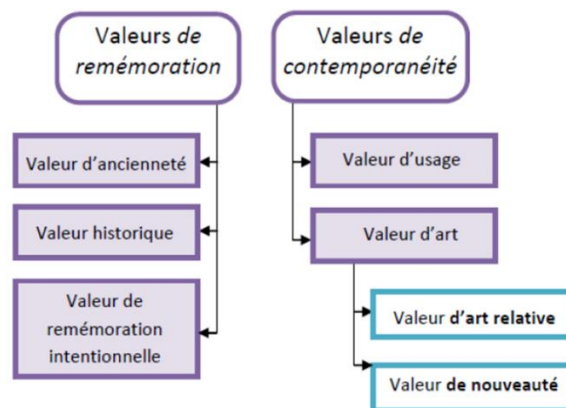 Valeurs de
remémoration
Valeur d'ancienneté
Valeur historique
Valeur de
remémoration
intentionnelle
Valeurs de
contemporanéité
Valeur d'usage
Valeur d'art
Valeur d'art relative
Valeur de nouveauté